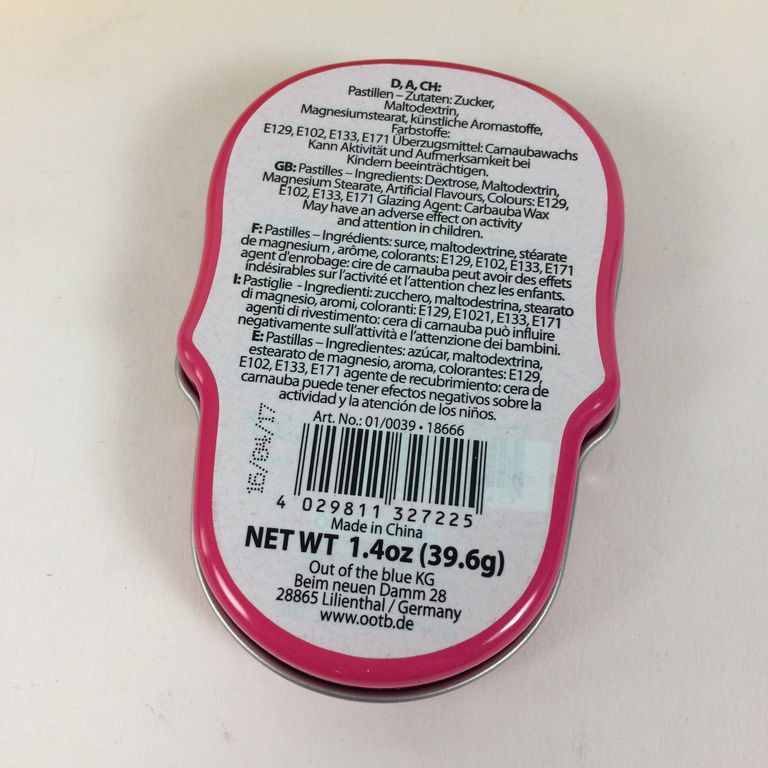 D, A, CH:
Pastillen – Zutaten: Zucker,
Maltodextrin,
Magnesiumstearat, künstliche Aromastoffe,
Farbstoffe:
E129, E102, E133, E171 Überzugsmittel: Carnaubawachs
Kann Aktivität und Aufmerksamkeit bei
Kindern beeinträchtigen.
GB: Pastilles – Ingredients: Dextrose, Maltodextrin,
Magnesium Stearate, Artificial Flavours, Colours: E129,
E102, E133, E171 Glazing Agent: Carbauba Wax
May have an adverse effect on activity
and attention in children.
F: Pastilles – Ingrédients: surce, maltodextrine, stéarate
de magnesium , arôme, colorants: E129, E102, E133, E171
agent d'enrobage: cire de carnauba peut avoir des effets
indésirables sur l'activité et l'attention chez les enfants.
I: Pastiglie - Ingredienti: zucchero, maltodestrina, stearato
di magnesio, aromi, coloranti: E129, E1021, E133, E171
agenti di rivestimento: cera di carnauba può influire
negativamente sull'attività e l'attenzione dei bambini.
E: Pastillas – Ingredientes: azúcar, maltodextrina,
estearato de magnesio, aroma, colorantes: E129,
E102, E133, E171 agente de recubrimiento: cera de
carnauba puede tener efectos negativos sobre la
actividad y la atención de los niños.
Art. No.: 01/0039 • 18666
4 029811 327225
Made in China
NET WT 1.4oz (39.6g)
Out of the blue KG
Beim neuen Damm 28
28865 Lilienthal / Germany
www.ootb.de